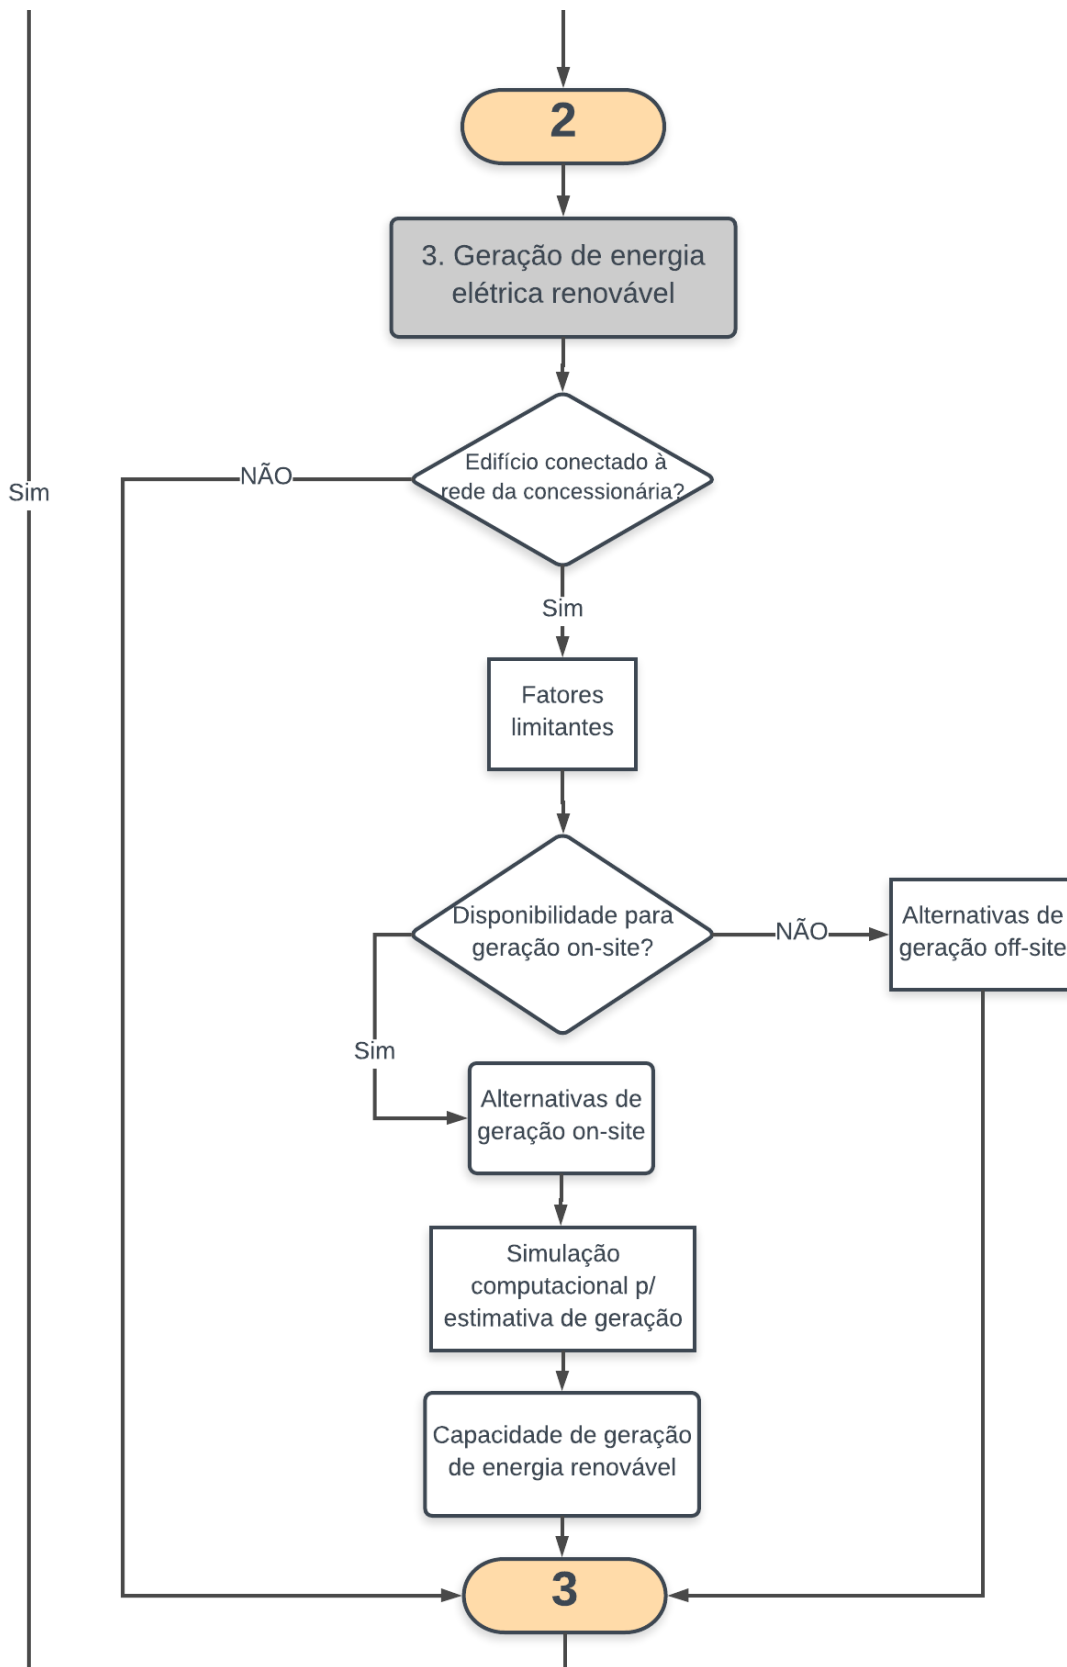 2
3. Geração de energia
elétrica renovável
Edifício conectado à
rede da concessionária?
NÃO
Sim
Sim
Fatores
limitantes
Disponibilidade para
geração on-site?
NÃO
Alternativas de
geração off-site
Sim
Alternativas de
geração on-site
Simulação
computacional p/
estimativa de geração
Capacidade de geração
de energia renovável
3